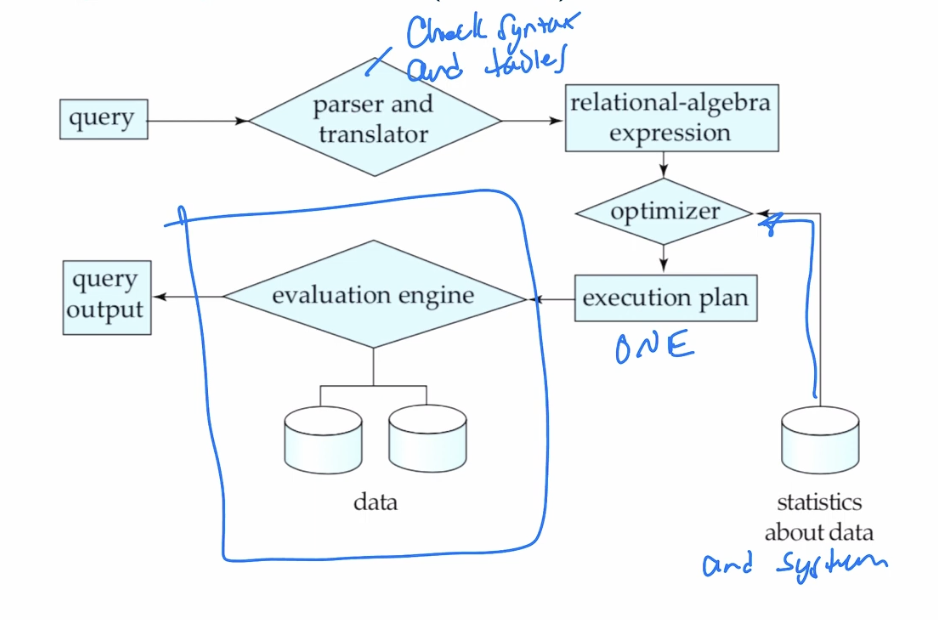 Check Syntax
and tables
query
parser and
translator
relational-algebra
expression
optimizer
query
output
evaluation engine
execution plan
ONE
data
statistics
about data
and system